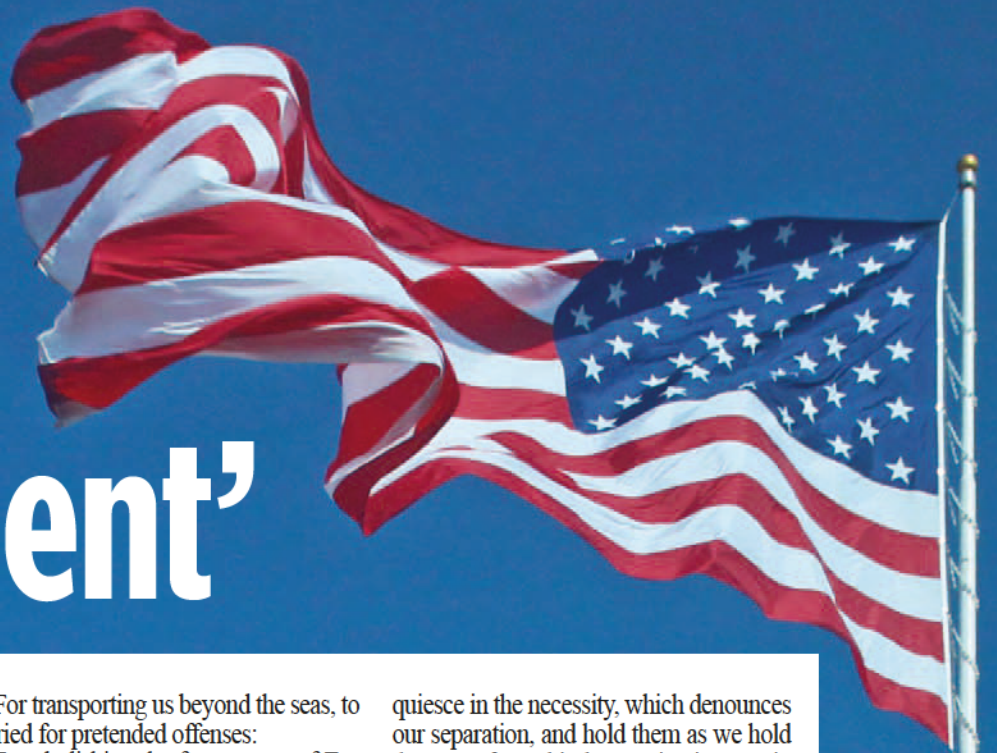 ent’
For transporting us beyond the seas, to
ried for pretended offenses:
quiesce in the necessity, which denounces
our separation, and hold them as we hold